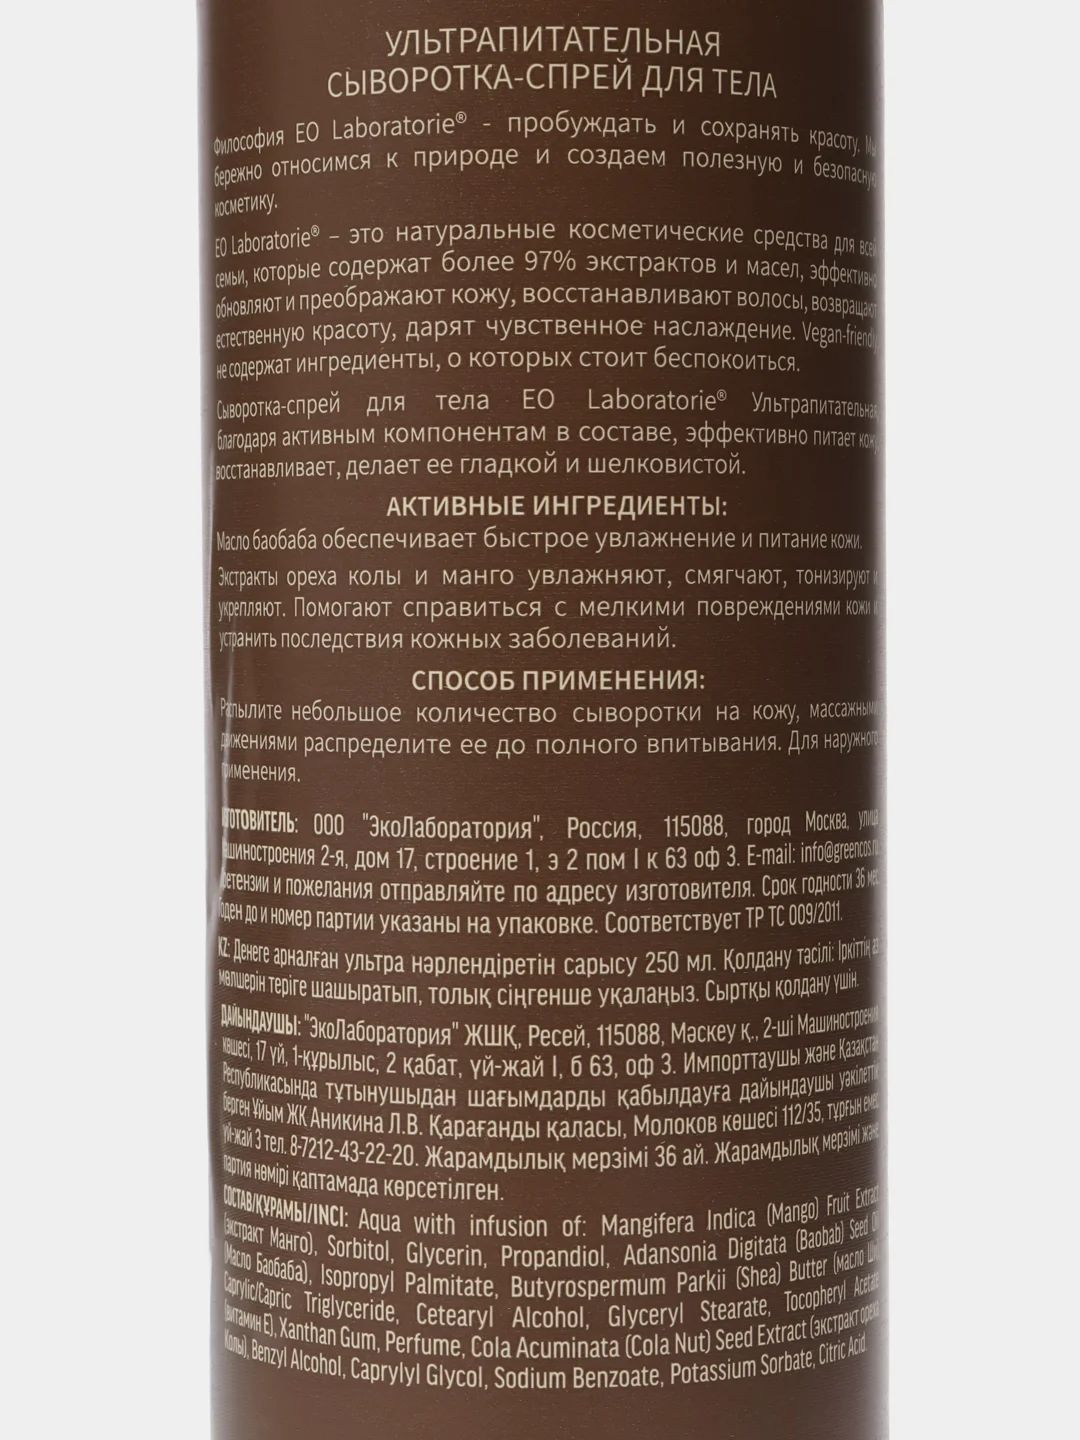 УЛЬТРАПИТАТЕЛЬНАЯ
СЫВОРОТКА-СПРЕЙ ДЛЯ ТЕЛА
Философия EO Laboratorie® - пробуждать и сохранять красоту. Мы
бережно относимся к природе и создаем полезную и безопасную
косметику.
EO Laboratorie® – это натуральные косметические средства для всей
семьи, которые содержат более 97% экстрактов и масел, эффективно
обновляют и преображают кожу, восстанавливают волосы, возвращают
естественную красоту, дарят чувственное наслаждение. Vegan-friendly
не содержат ингредиенты, о которых стоит беспокоиться.
Сыворотка-спрей для тела EO Laboratorie® Ультрапитательная,
благодаря активным компонентам в составе, эффективно питает кожу,
восстанавливает, делает ее гладкой и шелковистой.
АКТИВНЫЕ ИНГРЕДИЕНТЫ:
Масло баобаба обеспечивает быстрое увлажнение и питание кожи.
Экстракты ореха колы и манго увлажняют, смягчают, тонизируют и
укрепляют. Помогают справиться с мелкими повреждениями кожи и
устранить последствия кожных заболеваний.
СПОСОБ ПРИМЕНЕНИЯ:
Распылите небольшое количество сыворотки на кожу, массажными
движениями распределите ее до полного впитывания. Для наружного
применения.
ИЗГОТОВИТЕЛЬ: ООО "ЭкоЛаборатория", Россия, 115088, город Москва, улица
Машиностроения 2-я, дом 17, строение 1, э 2 пом I к 63 оф 3. E-mail: info@greencos.ru
Претензии и пожелания отправляйте по адресу изготовителя. Срок годности 36 мес.
Годен до и номер партии указаны на упаковке. Соответствует ТР ТС 009/2011.
KZ: Денеге арналған ультра нәрлендіретін сарысу 250 мл. Қолдану тәсілі: Іркіттің аз
мөлшерін теріге шашыратып, толық сіңгенше уқалаңыз. Сыртқы қолдану үшін.
ДАЙЫНДАУШЫ: "ЭкоЛаборатория" ЖШҚ, Ресей, 115088, Мәскеу қ., 2-ші Машиностроения
көшесі, 17 үй, 1-құрылыс, 2 қабат, үй-жай I, б 63, оф 3. Импорттаушы және Қазақстан
Республикасында тұтынушыдан шағымдарды қабылдауға дайындаушы уәкілеттік
берген Ұйым ЖК Аникина Л.В. Қарағанды қаласы, Молоков көшесі 112/35, тұрғын емес
үй-жай 3 тел. 8-7212-43-22-20. Жарамдылық мерзімі 36 ай. Жарамдылық мерзімі және
партия нөмірі қаптамада көрсетілген.
СОСТАВ/ҚҰРАМЫ/INCI: Aqua with infusion of: Mangifera Indica (Mango) Fruit Extract
(экстракт Манго), Sorbitol, Glycerin, Propandiol, Adansonia Digitata (Baobab) Seed Oil
(Масло Баобаба), Isopropyl Palmitate, Butyrospermum Parkii (Shea) Butter (масло Ши)
Caprylic/Capric Triglyceride, Cetearyl Alcohol, Glyceryl Stearate, Tocopheryl Acetate
(витамин Е), Xanthan Gum, Perfume, Cola Acuminata (Cola Nut) Seed Extract (экстракт ореха
Колы), Benzyl Alcohol, Caprylyl Glycol, Sodium Benzoate, Potassium Sorbate, Citric Acid.